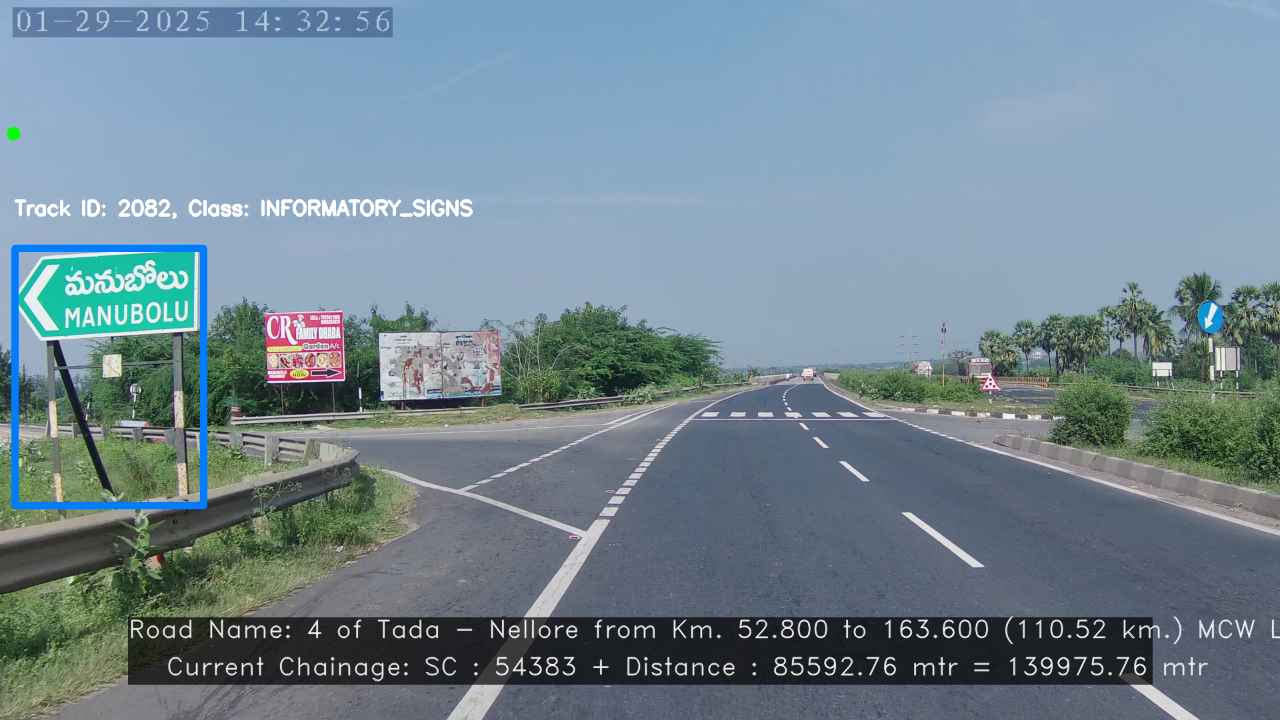 01-29-2025 14:32:56
Track ID: 2082, Class: INFORMATORY_SIGNS
మనుబోలు
MANUBOLU
CR FAMILY DHABA
Garden A/c
Road Name: 4 of Tada - Nellore from Km. 52.800 to 163.600 (110.52 km.) MCW L
Current Chainage: SC : 54383 + Distance : 85592.76 mtr = 139975.76 mtr